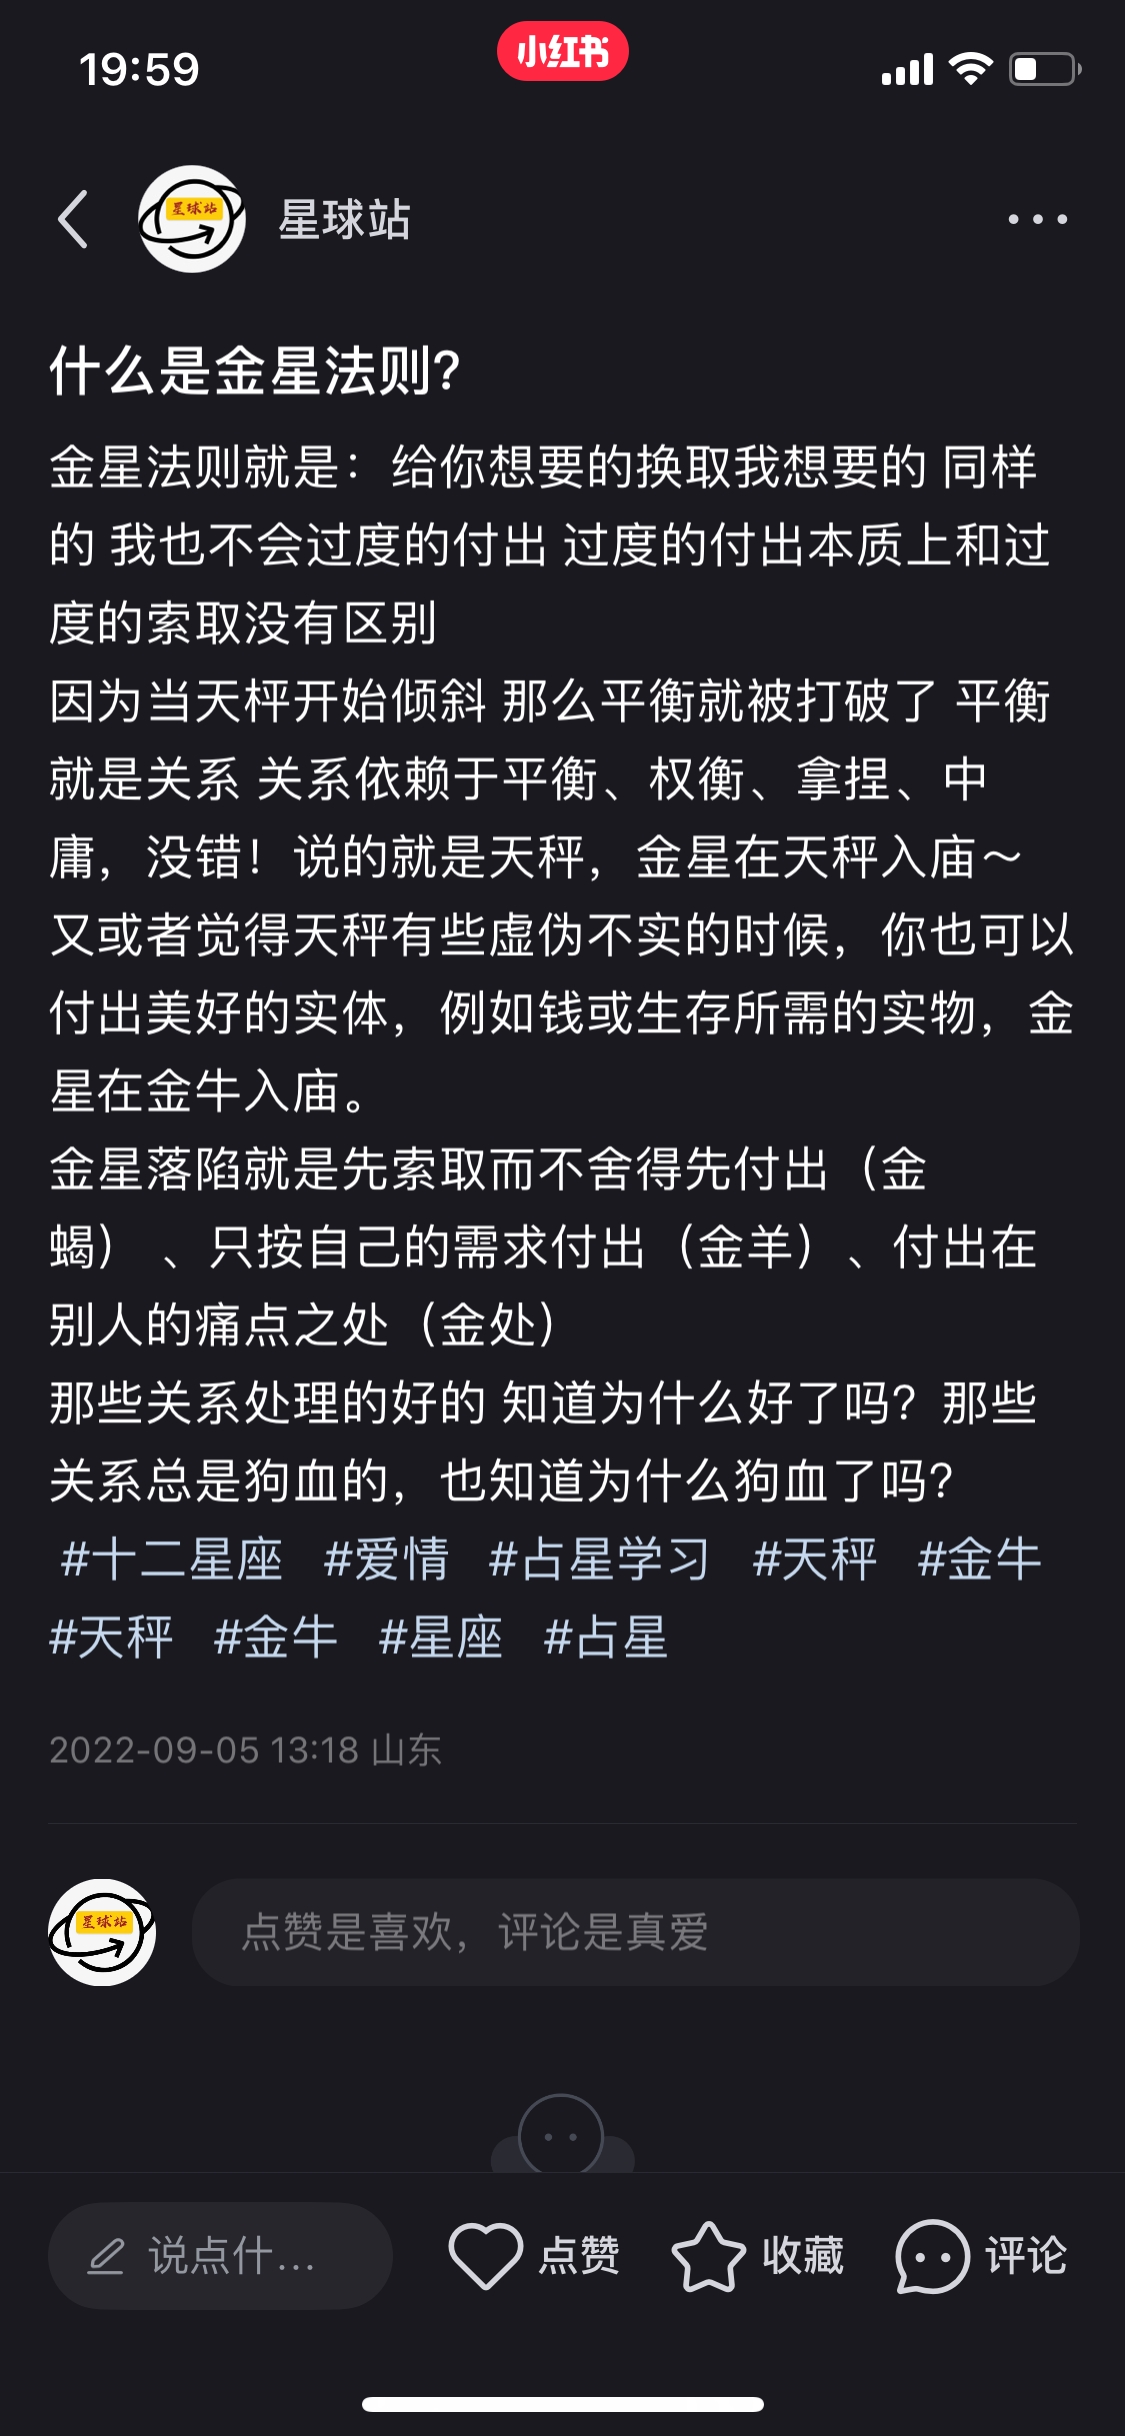 19:59
小红书
星球站
星球站
什么是金星法则?
金星法则就是：给你想要的换取我想要的 同样
的 我也不会过度的付出 过度的付出本质上和过
度的索取没有区别
因为当天枰开始倾斜 那么平衡就被打破了 平衡
就是关系 关系依赖于平衡、权衡、拿捏、中
庸，没错！说的就是天秤，金星在天秤入庙～
又或者觉得天秤有些虚伪不实的时候，你也可以
付出美好的实体，例如钱或生存所需的实物，金
星在金牛入庙。
金星落陷就是先索取而不舍得先付出（金
蝎） 、只按自己的需求付出（金羊）、付出在
别人的痛点之处（金处）
那些关系处理的好的 知道为什么好了吗？那些
关系总是狗血的，也知道为什么狗血了吗?
#十二星座 #爱情 #占星学习 #天秤 #金牛
#天秤 #金牛 #星座 #占星
2022-09-05 13:18 山东
星球站
点赞是喜欢，评论是真爱
说点什...
点赞
收藏
评论